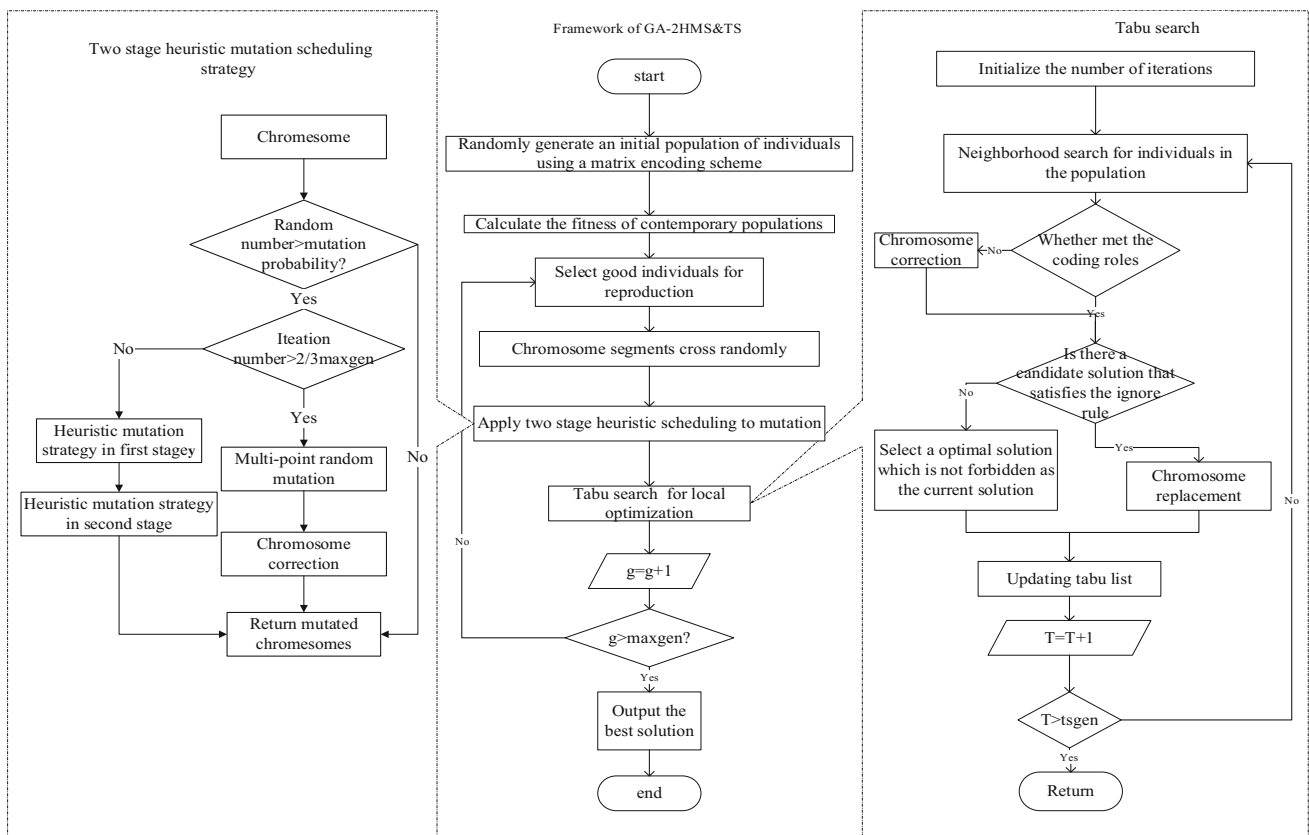 Two stage heuristic mutation scheduling
strategy
Chromesome
Random
number>mutation
probability?
Yes
Iteation
number>2/3maxgen
No
Yes
Heuristic mutation
strategy in first stagey
Multi-point random
mutation
No
Heuristic mutation strategy
in second stage
Chromosome
correction
Return mutated
chromesomes
Framework of GA-2HMS&TS
start
Randomly generate an initial population of individuals
using a matrix encoding scheme
Calculate the fitness of contemporary populations
Select good individuals for
reproduction
Chromosome segments cross randomly
Apply two stage heuristic scheduling to mutation
Tabu search for local
optimization
No
g=g+1
g>maxgen?
Yes
Output the
best solution
end
Tabu search
Initialize the number of iterations
Neighborhood search for individuals in
the population
Whether met the
coding roles
No
Chromosome
correction
Yes
Is there a
candidate solution that
satisfies the ignore
rule
No
Yes
Select a optimal solution
which is not forbidden as
the current solution
Chromosome
replacement
No
Updating tabu list
T=T+1
T>tsgen
Yes
Return